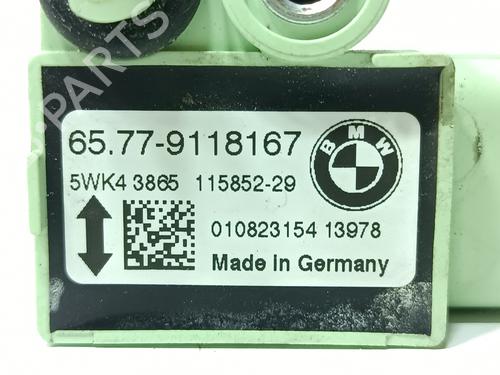 65.77-9118167
BMW
5WK4 3865 115852-29
010823154 13978
Made in Germany
PARTS